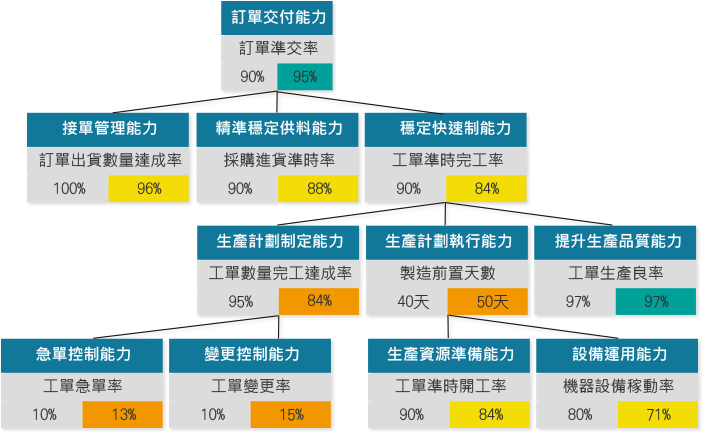 訂單交付能力
訂單準交率
90% 95%
接單管理能力 精準穩定供料能力 穩定快速制能力
訂單出貨數量達成率 採購進貨準時率 工單準時完工率
100% 96% 90% 88% 90% 84%
生產計劃制定能力 生產計劃執行能力 提升生產品質能力
工單數量完工達成率 製造前置天數 工單生產良率
95% 84% 40天 50天 97% 97%
急單控制能力 變更控制能力 生產資源準備能力 設備運用能力
工單急單率 工單變更率 工單準時開工率 機器設備稼動率
10% 13% 10% 15% 90% 84% 80% 71%